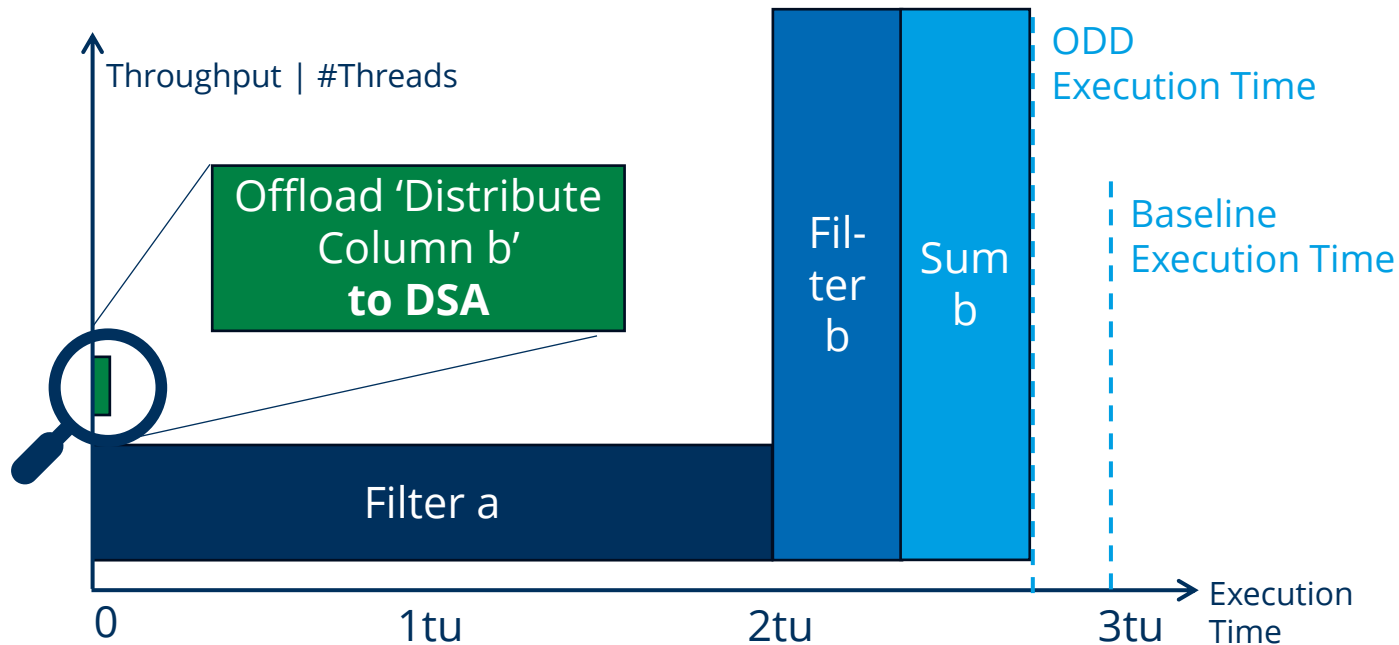 Throughput | #Threads
ODD
Execution Time
Offload ‘Distribute
Column b’
to DSA
Fil-
ter
b
Sum
b
Baseline
Execution Time
Filter a
0
1tu
2tu
3tu
Execution
Time